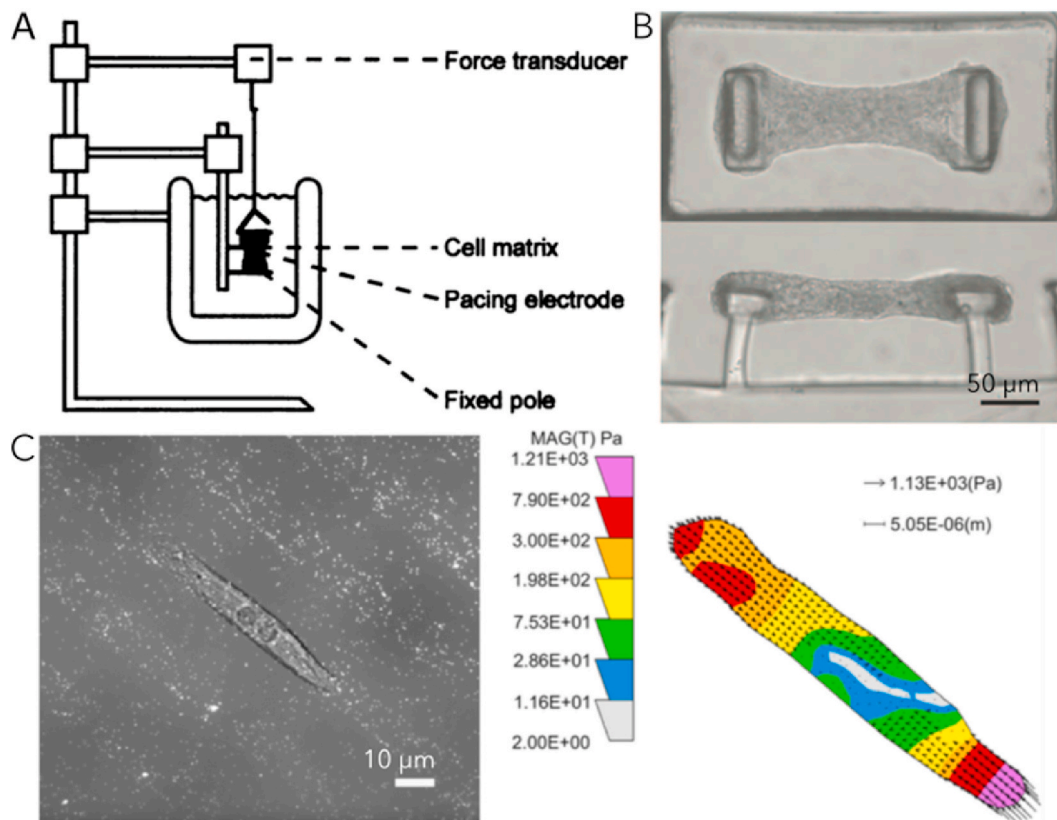 A
Force transducer
Cell matrix
Pacing electrode
Fixed pole
B
50 μm
C
10 μm
MAG(T) Pa
1.21E+03
7.90E+02
3.00E+02
1.98E+02
7.53E+01
2.86E+01
1.16E+01
2.00E+00
1.13E+03(Pa)
5.05E-06(m)